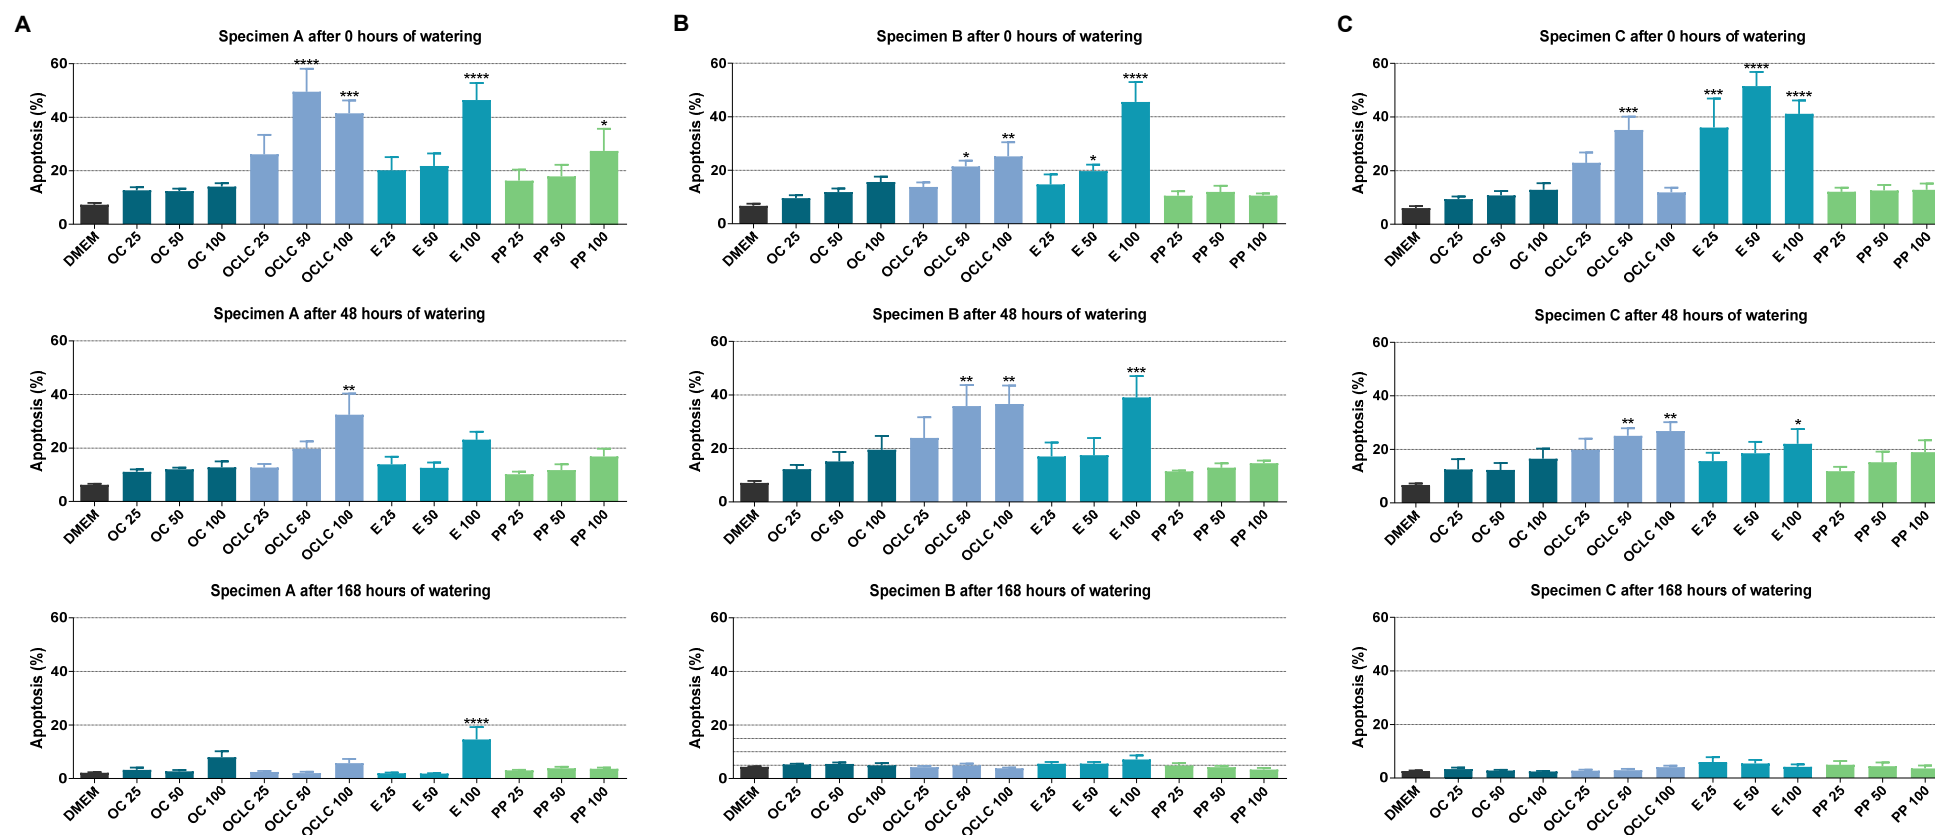 A
Specimen A after 0 hours of watering
Apoptosis (%)
60
40
20
0
**** *** **** *
DMEM OC 25 OC 50 OC 100 OCLC 25 OCLC 50 OCLC 100 E 25 E 50 E 100 PP 25 PP 50 PP 100
Specimen A after 48 hours of watering
Apoptosis (%)
60
40
20
0
**
DMEM OC 25 OC 50 OC 100 OCLC 25 OCLC 50 OCLC 100 E 25 E 50 E 100 PP 25 PP 50 PP 100
Specimen A after 168 hours of watering
Apoptosis (%)
60
40
20
0
****
DMEM OC 25 OC 50 OC 100 OCLC 25 OCLC 50 OCLC 100 E 25 E 50 E 100 PP 25 PP 50 PP 100
B
Specimen B after 0 hours of watering
Apoptosis (%)
60
40
20
0
* ** * ****
DMEM OC 25 OC 50 OC 100 OCLC 25 OCLC 50 OCLC 100 E 25 E 50 E 100 PP 25 PP 50 PP 100
Specimen B after 48 hours of watering
Apoptosis (%)
60
40
20
0
** ** ***
DMEM OC 25 OC 50 OC 100 OCLC 25 OCLC 50 OCLC 100 E 25 E 50 E 100 PP 25 PP 50 PP 100
Specimen B after 168 hours of watering
Apoptosis (%)
60
40
20
0
DMEM OC 25 OC 50 OC 100 OCLC 25 OCLC 50 OCLC 100 E 25 E 50 E 100 PP 25 PP 50 PP 100
C
Specimen C after 0 hours of watering
Apoptosis (%)
60
40
20
0
*** *** **** ****
DMEM OC 25 OC 50 OC 100 OCLC 25 OCLC 50 OCLC 100 E 25 E 50 E 100 PP 25 PP 50 PP 100
Specimen C after 48 hours of watering
Apoptosis (%)
60
40
20
0
** ** *
DMEM OC 25 OC 50 OC 100 OCLC 25 OCLC 50 OCLC 100 E 25 E 50 E 100 PP 25 PP 50 PP 100
Specimen C after 168 hours of watering
Apoptosis (%)
60
40
20
0
DMEM OC 25 OC 50 OC 100 OCLC 25 OCLC 50 OCLC 100 E 25 E 50 E 100 PP 25 PP 50 PP 100